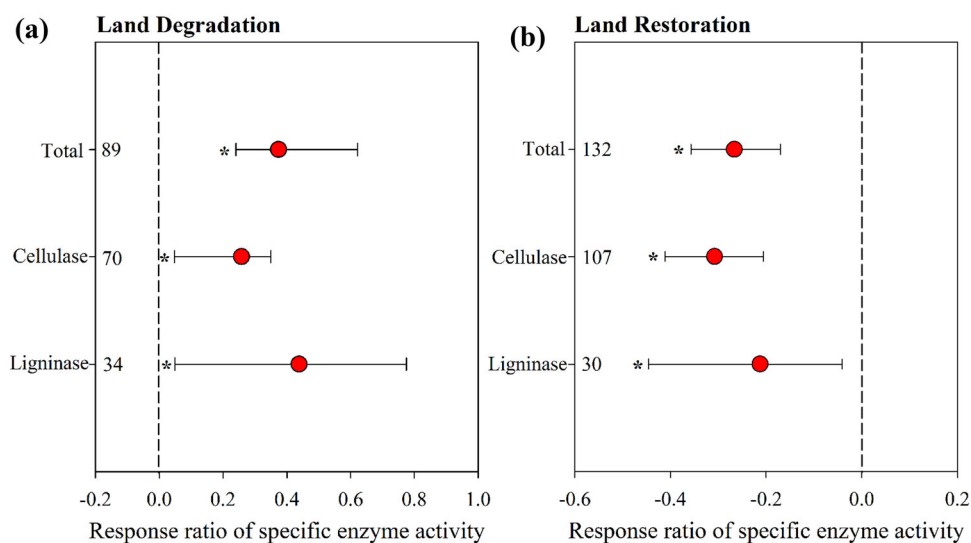 (a) Land Degradation
Total 89 *
Cellulase 70 *
Ligninase 34 *
-0.2 0.0 0.2 0.4 0.6 0.8 1.0
Response ratio of specific enzyme activity
(b) Land Restoration
Total 132 *
Cellulase 107 *
Ligninase 30 *
-0.6 -0.4 -0.2 0.0 0.2
Response ratio of specific enzyme activity